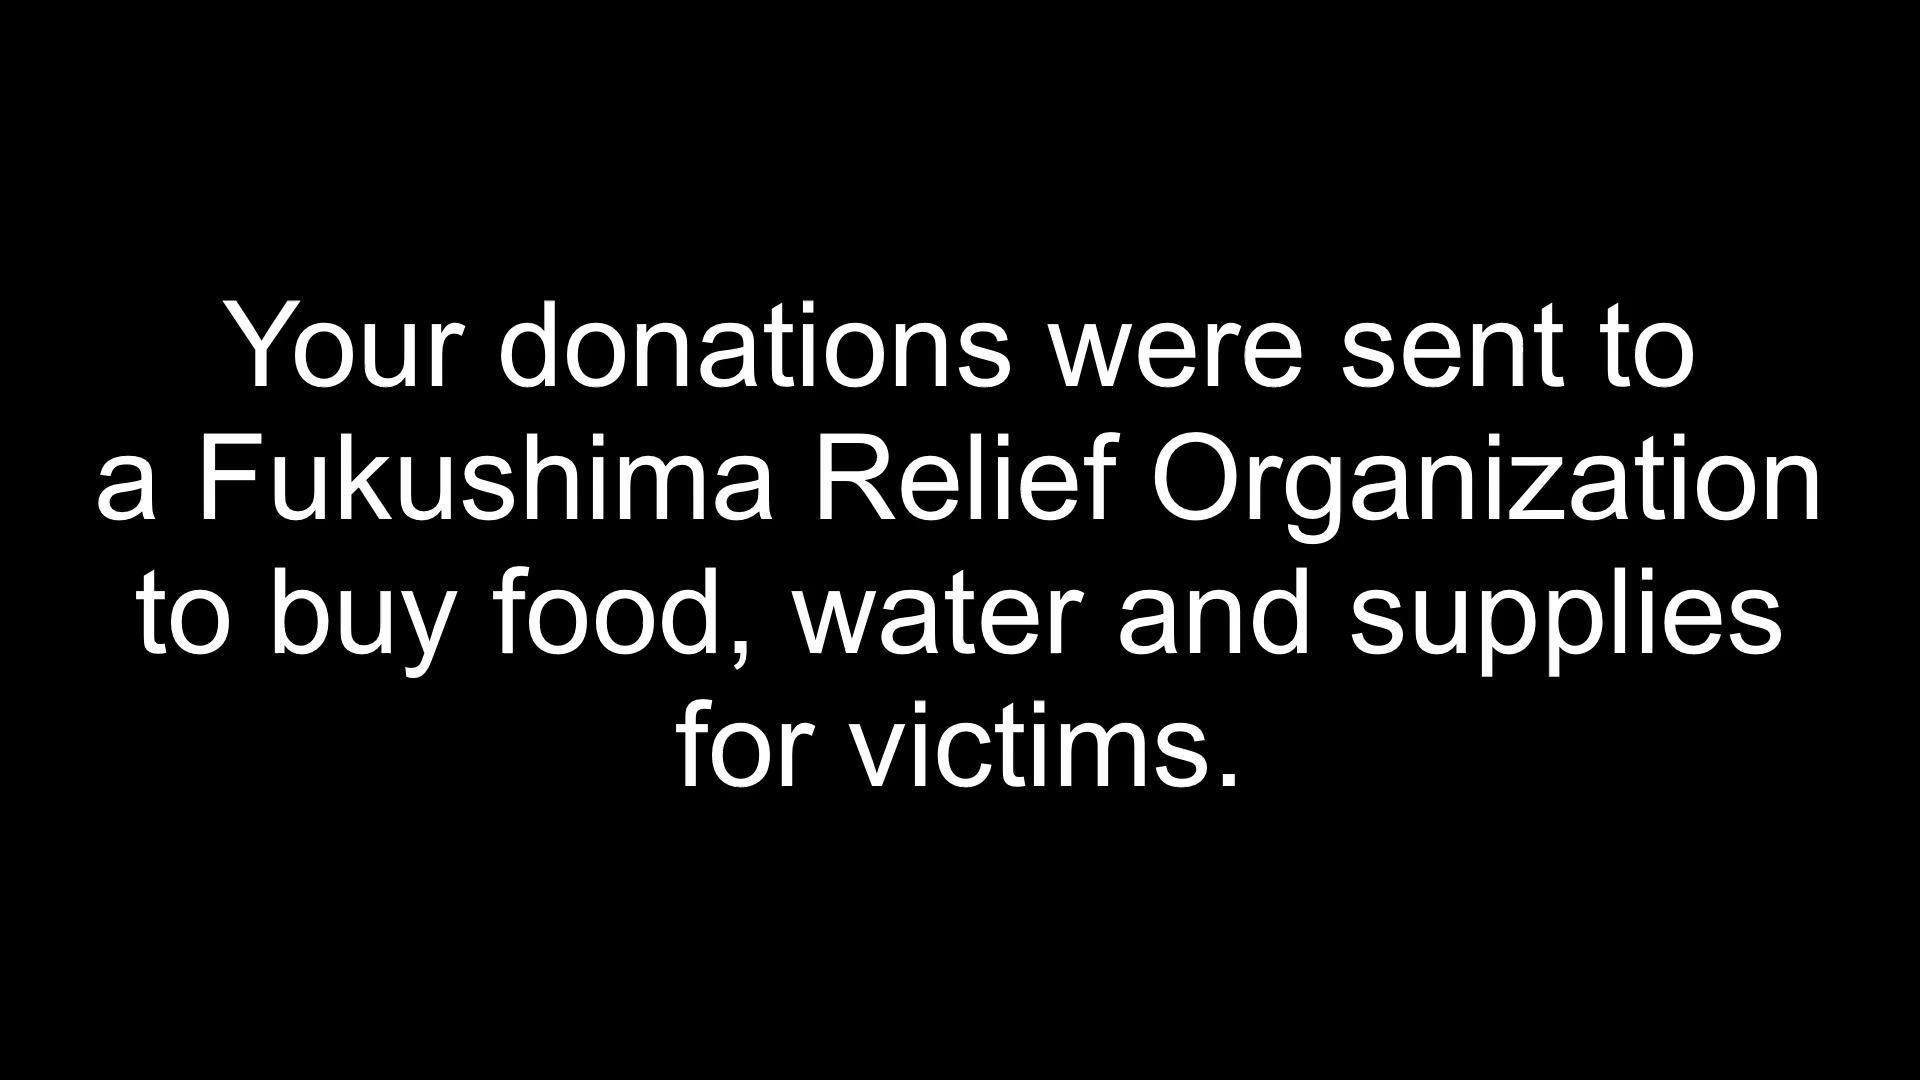 Your donations were sent to
a Fukushima Relief Organization
to buy food, water and supplies
for victims.